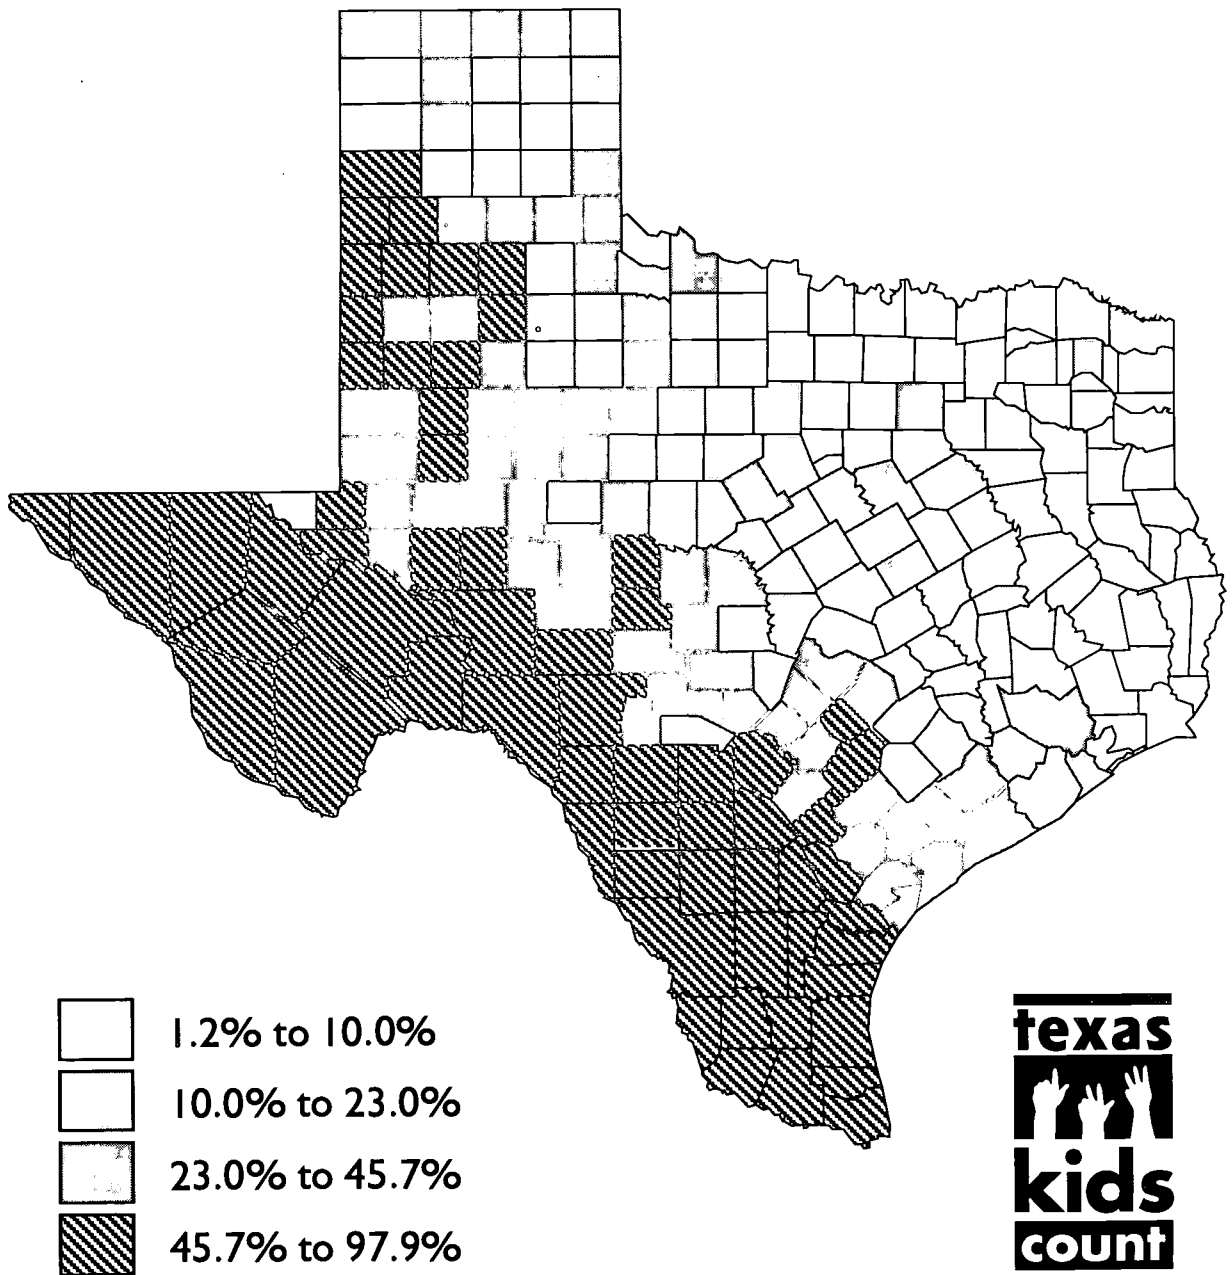 1.2% to 10.0%
10.0% to 23.0%
23.0% to 45.7%
45.7% to 97.9%
texas
kids
count